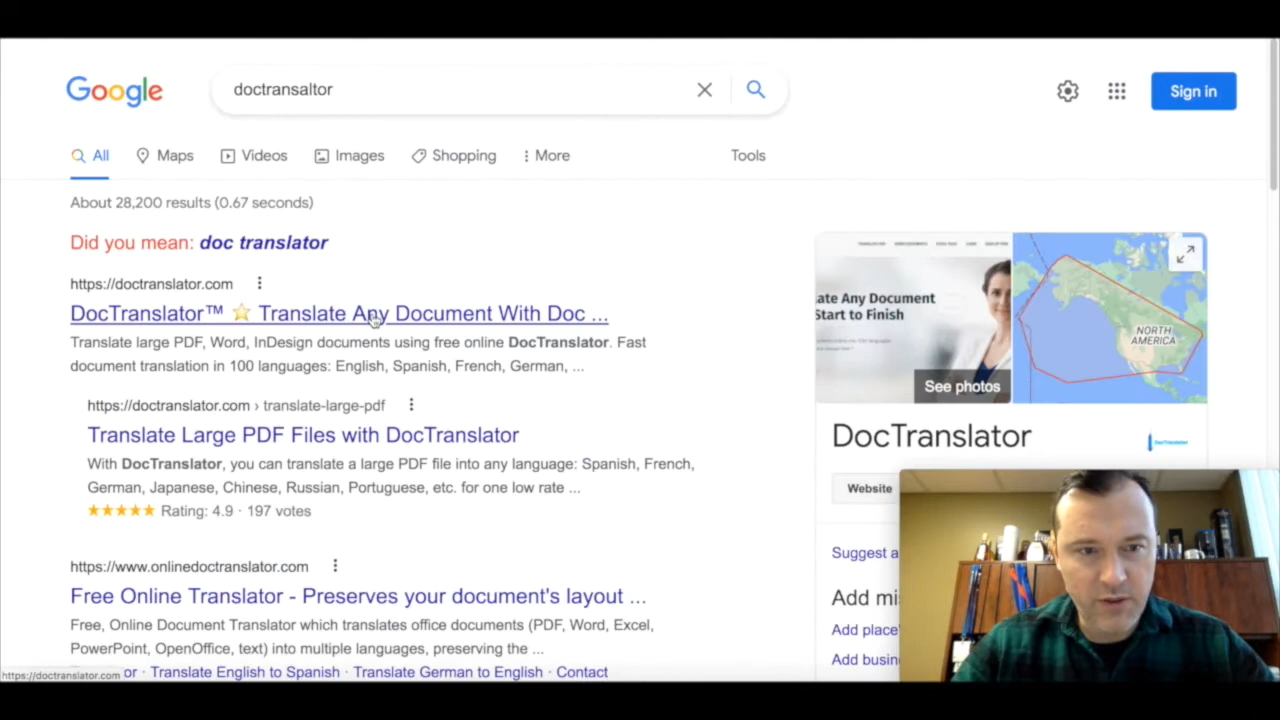 Google
doctransaltor
Sign in
All
Maps
Videos
Images
Shopping
More
Tools
About 28,200 results (0.67 seconds)
Did you mean: doc translator
https://doctranslator.com
DocTranslator™ ⭐ Translate Any Document With Doc ...
Translate large PDF, Word, InDesign documents using free online DocTranslator. Fast
document translation in 100 languages: English, Spanish, French, German, ...
https://doctranslator.com › translate-large-pdf
Translate Large PDF Files with DocTranslator
With DocTranslator, you can translate a large PDF file into any language: Spanish, French,
German, Japanese, Chinese, Russian, Portuguese, etc. for one low rate ...
★★★★★ Rating: 4.9 · 197 votes
https://www.onlinedoctranslator.com
Free Online Translator - Preserves your document's layout ...
Free, Online Document Translator which translates office documents (PDF, Word, Excel,
PowerPoint, OpenOffice, text) into multiple languages, preserving the ...
or · Translate English to Spanish · Translate German to English · Contact
https://doctranslator.com
ate Any Document
Start to Finish
See photos
NORTH
AMERICA
DocTranslator
DocTranslator
Website
Suggest a
Add mi
Add place'
Add busin